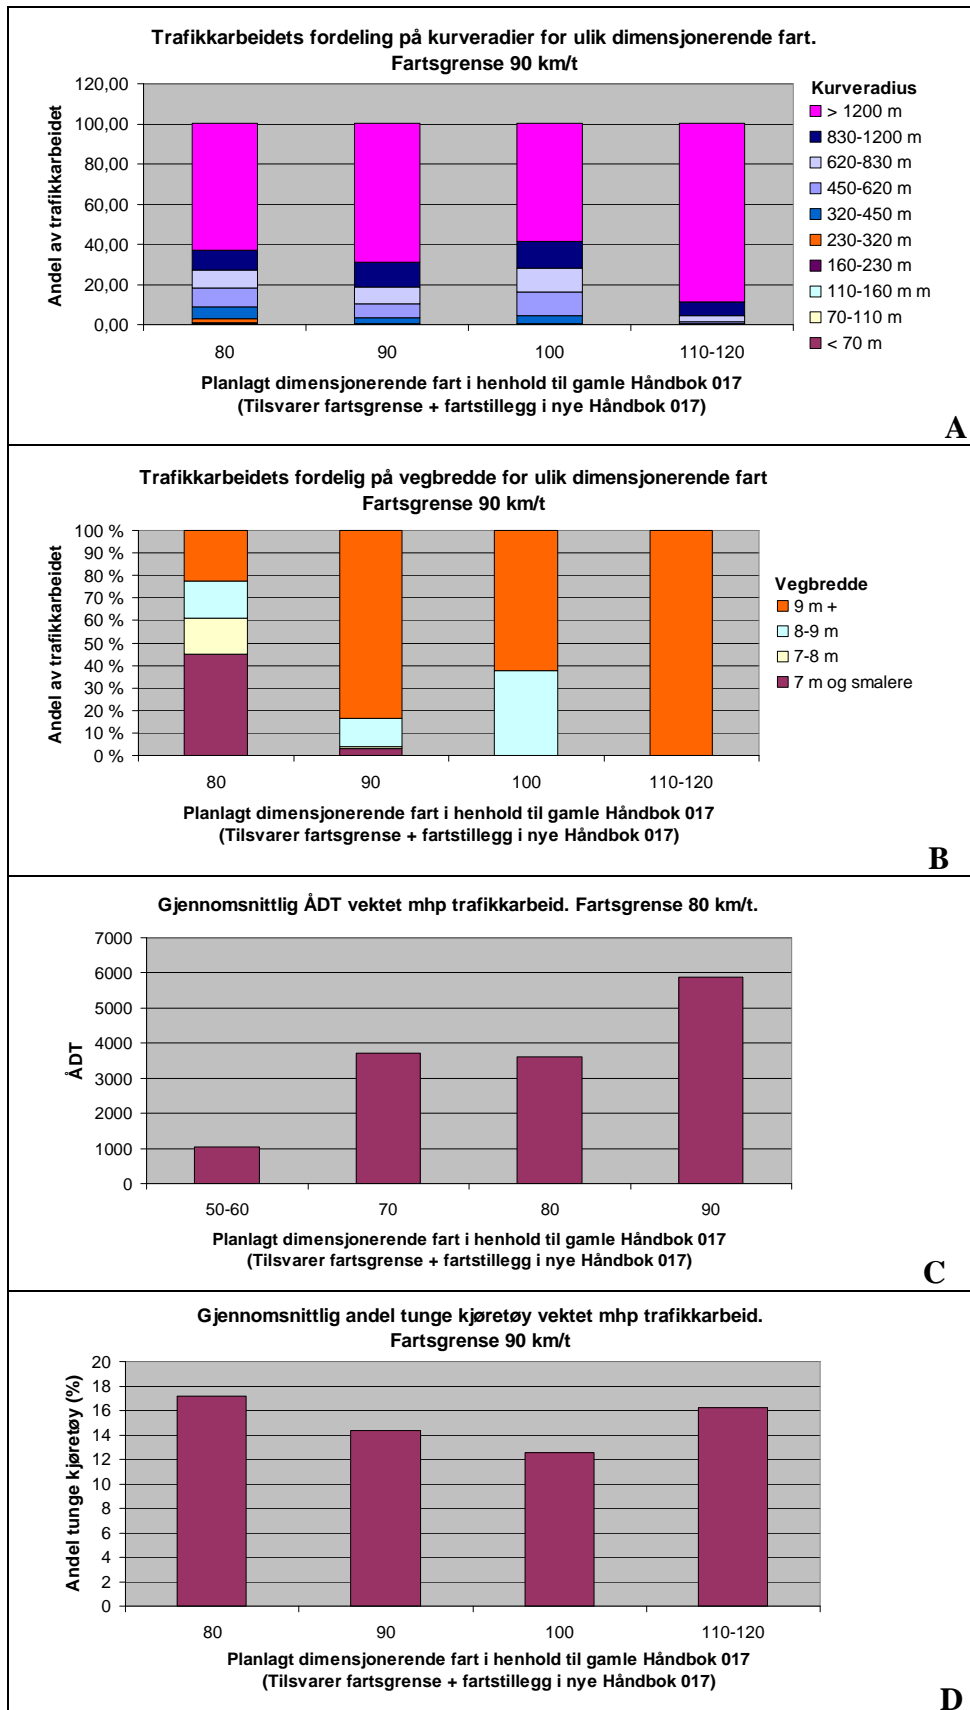 Trafikkarbeidets fordeling på kurveradier for ulik dimensjonerende fart.
Fartsgrense 90 km/t
Andel av trafikkarbeidet
120,00
100,00
80,00
60,00
40,00
20,00
0,00
80
90
100
110-120
Planlagt dimensjonerende fart i henhold til gamle Håndbok 017
(Tilsvarer fartsgrense + fartstillegg i nye Håndbok 017)
Kurveradius
> 1200 m
830-1200 m
620-830 m
450-620 m
320-450 m
230-320 m
160-230 m
110-160 m m
70-110 m
< 70 m
A
Trafikkarbeidets fordelig på vegbredde for ulik dimensjonerende fart
Fartsgrense 90 km/t
Andel av trafikkarbeidet
100 %
90 %
80 %
70 %
60 %
50 %
40 %
30 %
20 %
10 %
0 %
80
90
100
110-120
Planlagt dimensjonerende fart i henhold til gamle Håndbok 017
(Tilsvarer fartsgrense + fartstillegg i nye Håndbok 017)
Vegbredde
9 m +
8-9 m
7-8 m
7 m og smalere
B
Gjennomsnittlig ÅDT vektet mhp trafikkarbeid. Fartsgrense 80 km/t.
ÅDT
7000
6000
5000
4000
3000
2000
1000
0
50-60
70
80
90
Planlagt dimensjonerende fart i henhold til gamle Håndbok 017
(Tilsvarer fartsgrense + fartstillegg i nye Håndbok 017)
C
Gjennomsnittlig andel tunge kjøretøy vektet mhp trafikkarbeid.
Fartsgrense 90 km/t
Andel tunge kjøretøy (%)
20
18
16
14
12
10
8
6
4
2
0
80
90
100
110-120
Planlagt dimensjonerende fart i henhold til gamle Håndbok 017
(Tilsvarer fartsgrense + fartstillegg i nye Håndbok 017)
D